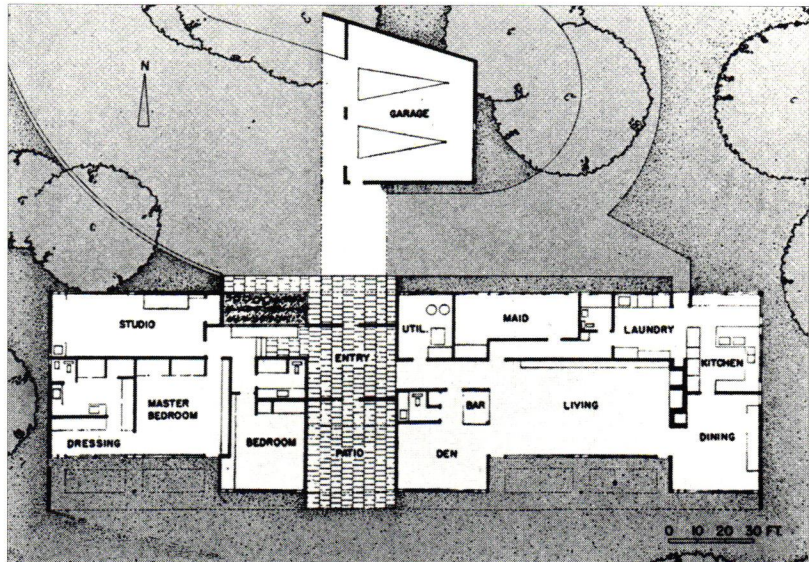 N
GARAGE
STUDIO
ENTRY
UTIL.
MAID
LAUNDRY
KITCHEN
MASTER
BEDROOM
DRESSING
BEDROOM
PATIO
DEN
BAR
LIVING
DINING
0 10 20 30 FT.